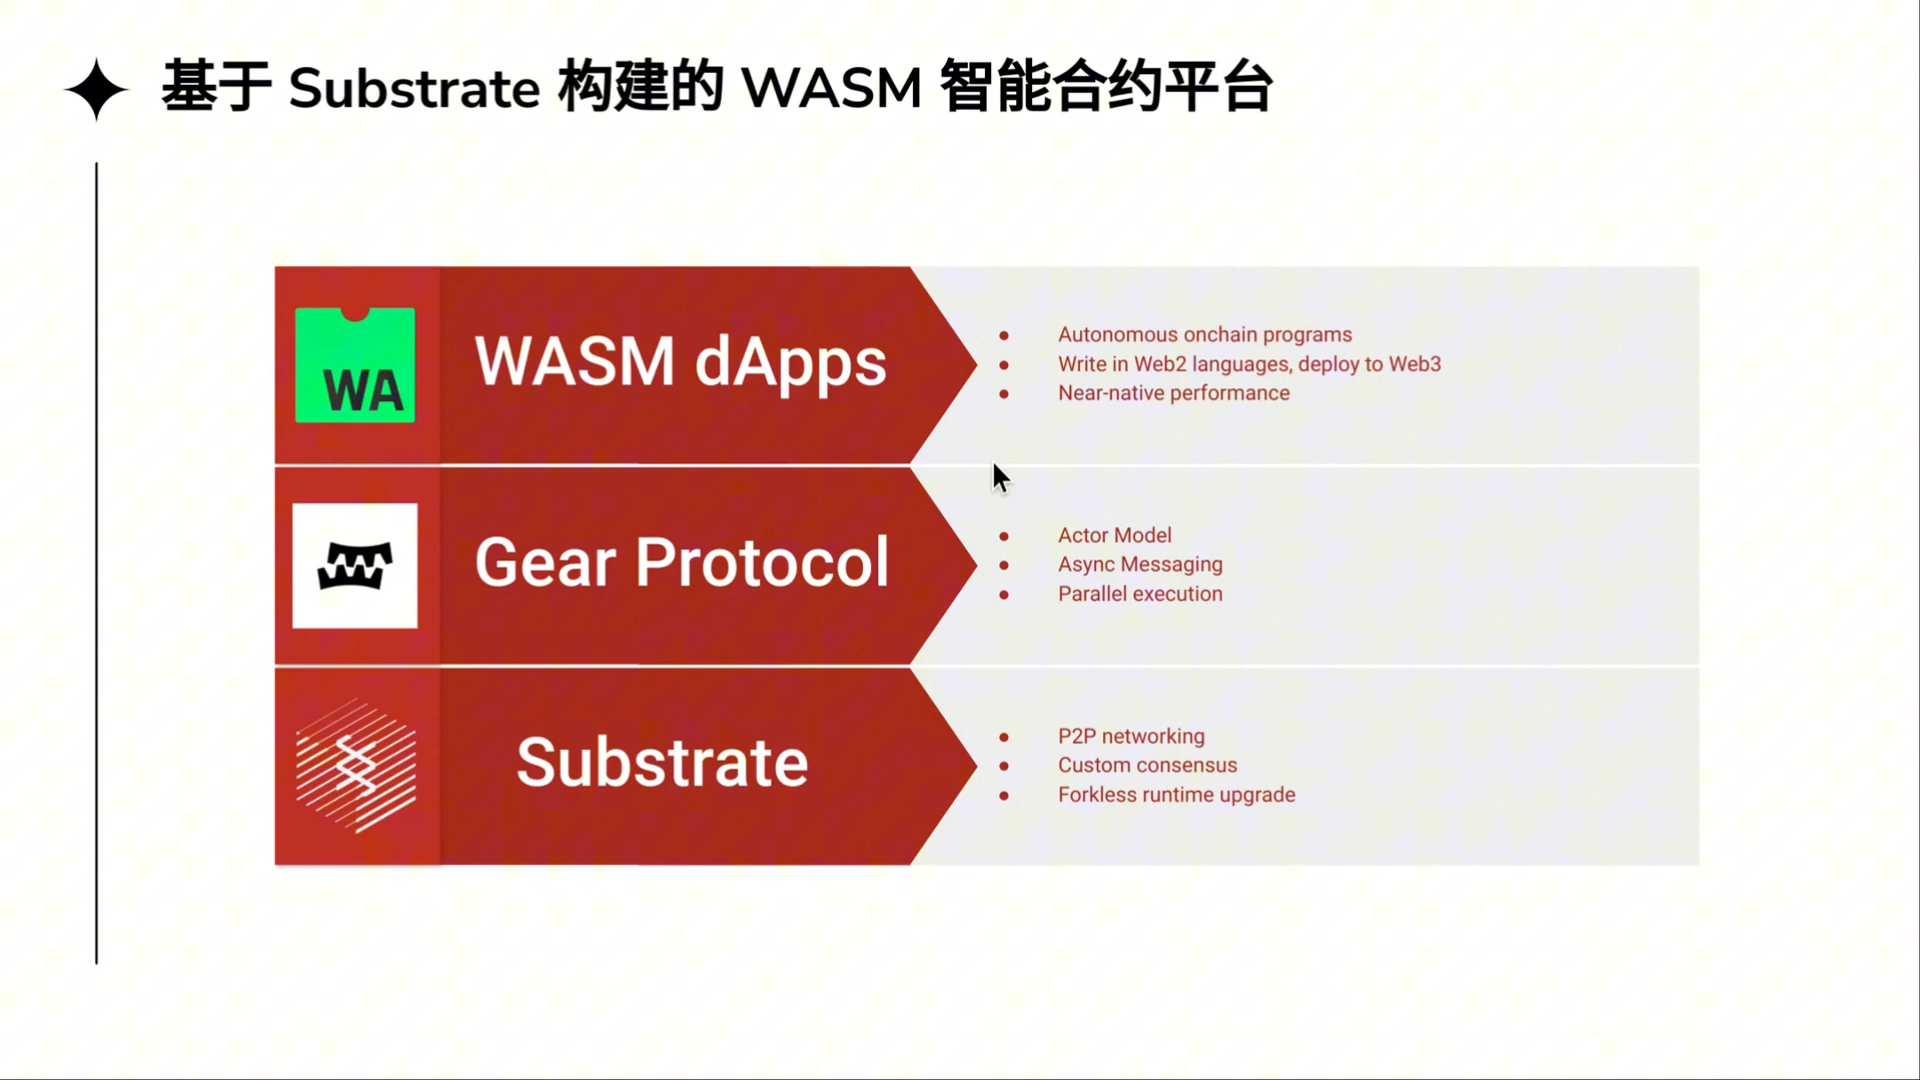 基于 Substrate 构建的 WASM 智能合约平台
WA
WASM dApps
● Autonomous onchain programs
● Write in Web2 languages, deploy to Web3
● Near-native performance
Gear Protocol
● Actor Model
● Async Messaging
● Parallel execution
Substrate
● P2P networking
● Custom consensus
● Forkless runtime upgrade